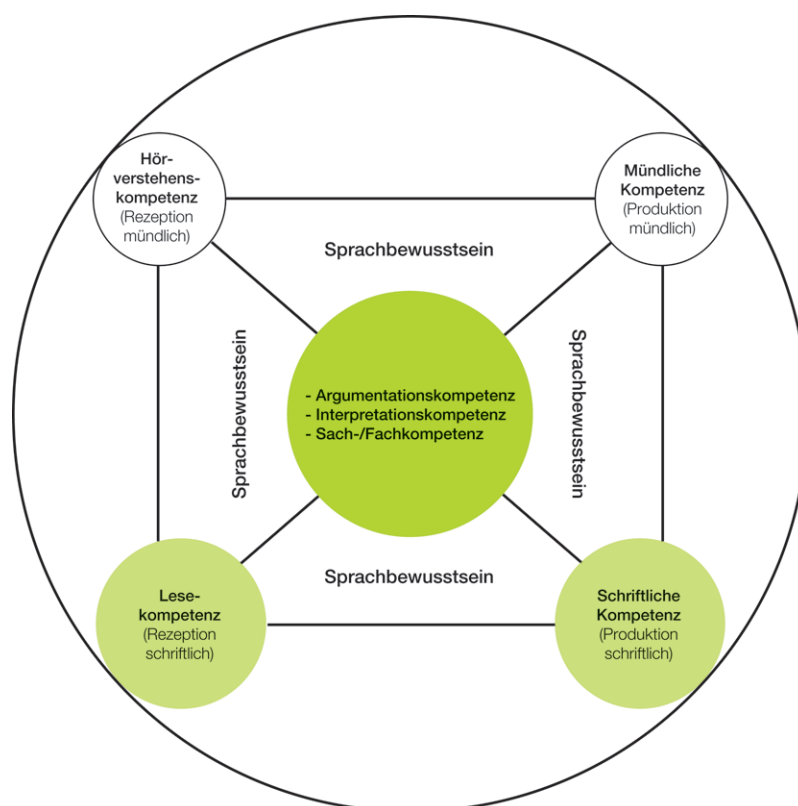 Hör-
verstehens-
kompetenz
(Rezeption
mündlich)
Mündliche
Kompetenz
(Produktion
mündlich)
Sprachbewusstsein
Sprachbewusstsein
- Argumentationskompetenz
- Interpretationskompetenz
- Sach-/Fachkompetenz
Sprachbewusstsein
Sprachbewusstsein
Lese-
kompetenz
(Rezeption
schriftlich)
Schriftliche
Kompetenz
(Produktion
schriftlich)